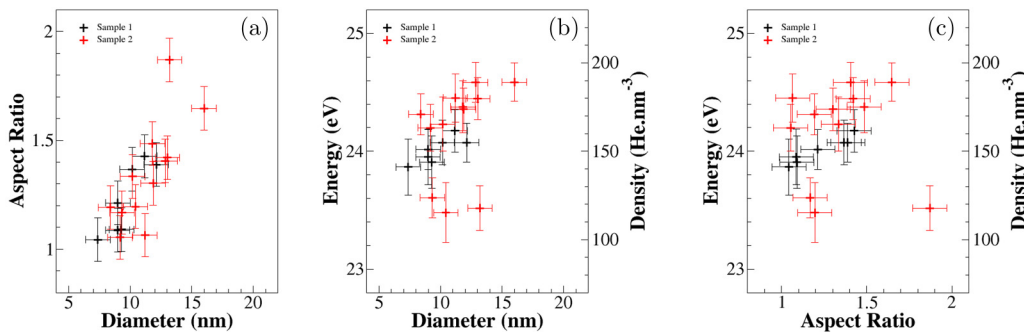 (a)
Sample 1
Sample 2
2
1.5
1
Aspect Ratio
5 10 15 20
Diameter (nm)
(b)
Sample 1
Sample 2
25
24
23
Energy (eV)
200
150
100
Density (He.nm-3)
5 10 15 20
Diameter (nm)
(c)
Sample 1
Sample 2
25
24
23
Energy (eV)
200
150
100
Density (He.nm-3)
1 1.5 2
Aspect Ratio